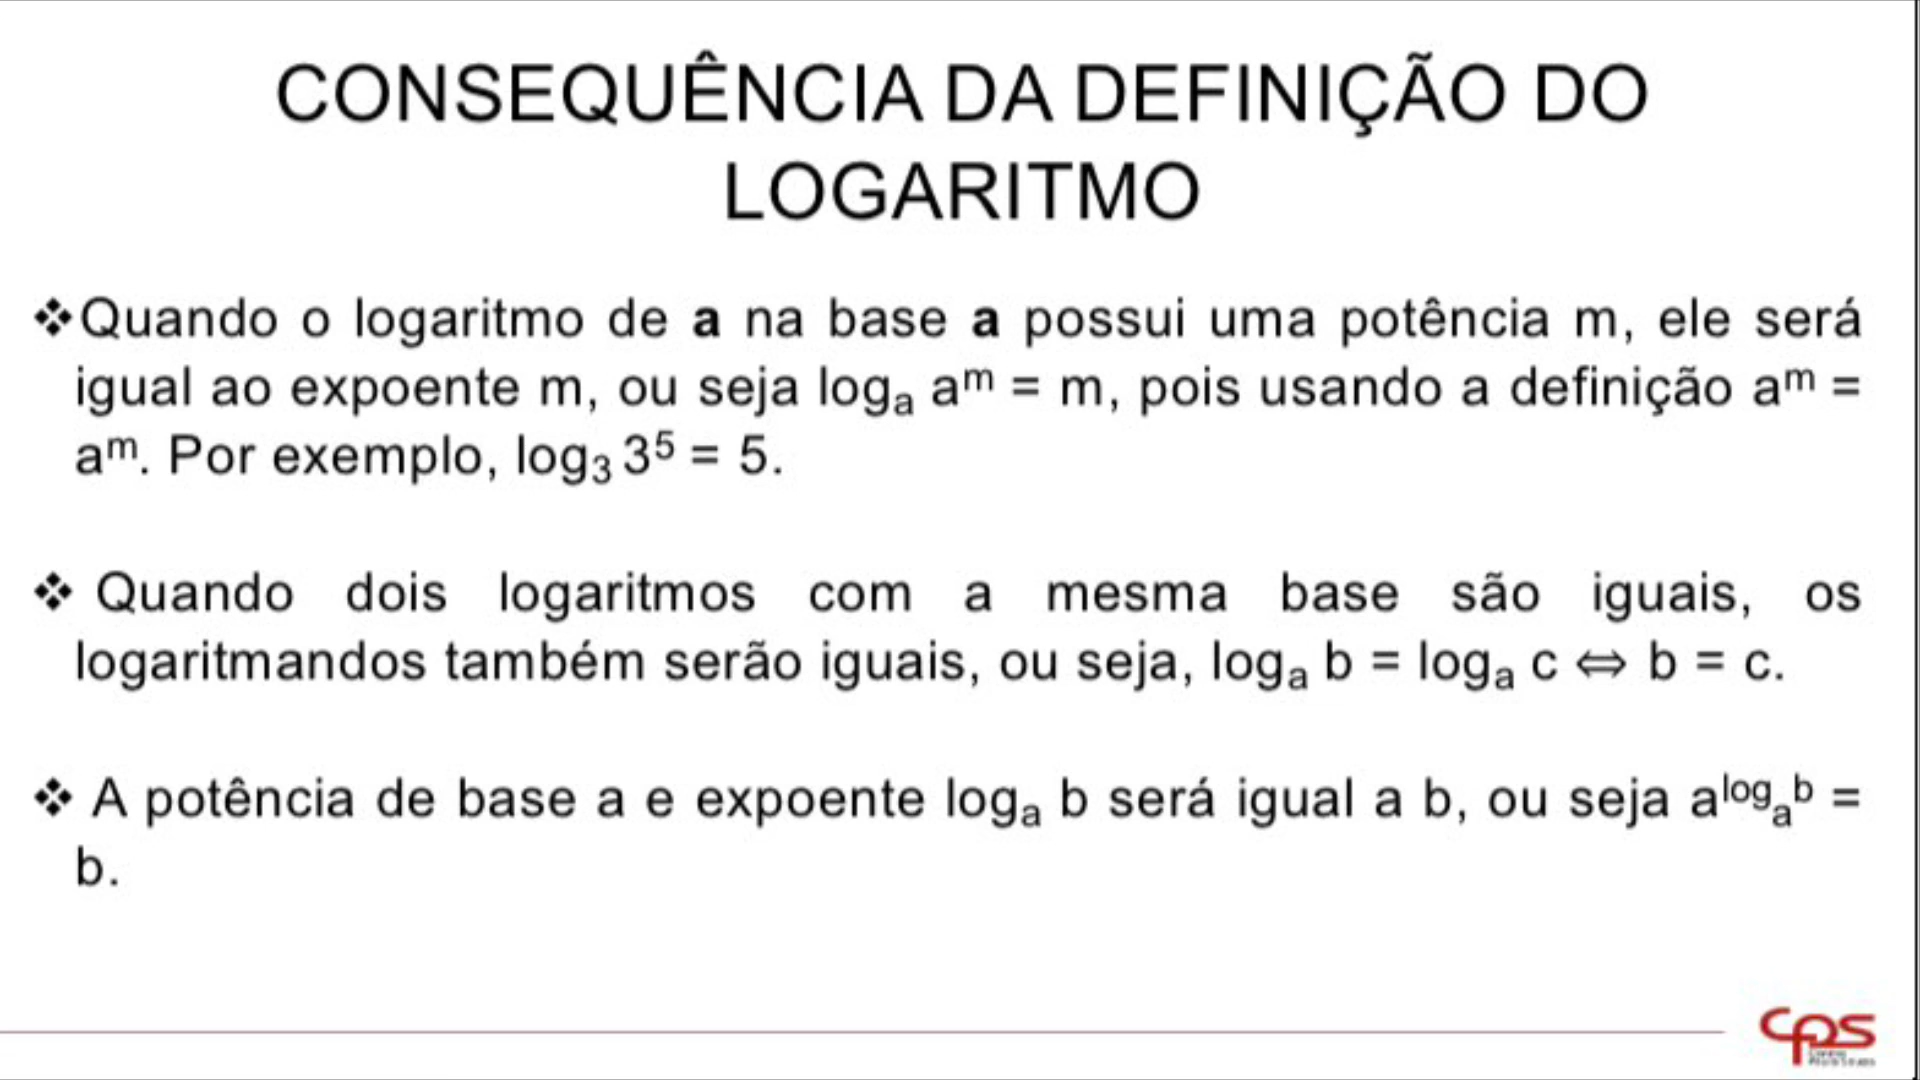 CONSEQUÊNCIA DA DEFINIÇÃO DO
LOGARITMO
❖Quando o logaritmo de a na base a possui uma potência m, ele será
igual ao expoente m, ou seja logₐ aᵐ = m, pois usando a definição aᵐ =
aᵐ. Por exemplo, log₃ 3⁵ = 5.
❖ Quando dois logaritmos com a mesma base são iguais, os
logaritmandos também serão iguais, ou seja, logₐ b = logₐ c ⇔ b = c.
❖ A potência de base a e expoente logₐ b será igual a b, ou seja a^logₐb =
b.
cps